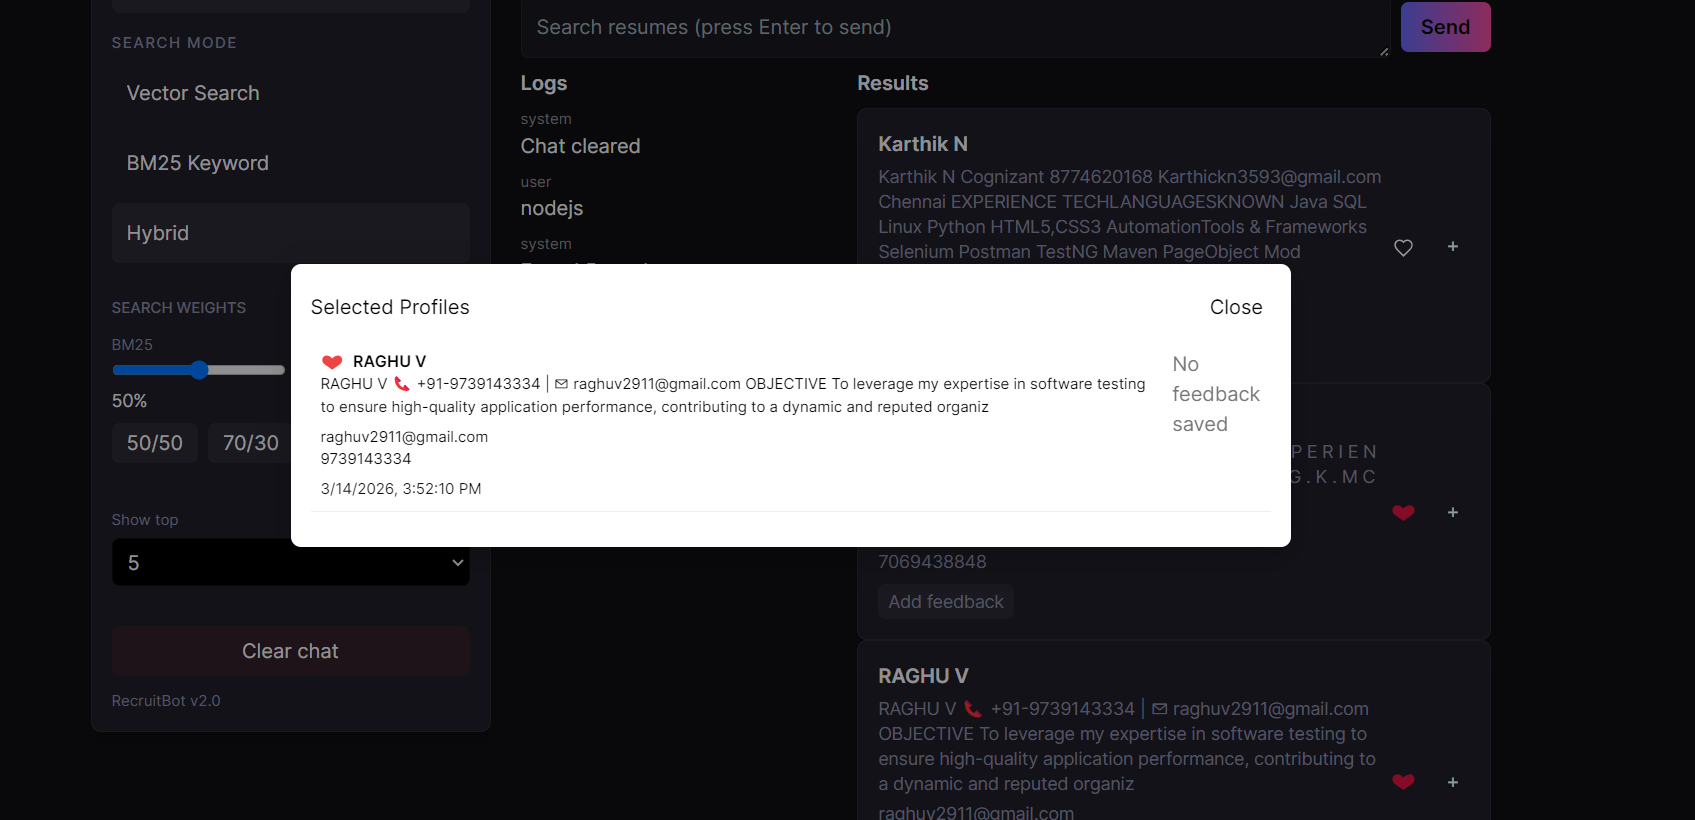 SEARCH MODE
Vector Search
BM25 Keyword
Hybrid
SEARCH WEIGHTS
BM25
50%
50/50 70/30
Show top
5
Clear chat
RecruitBot v2.0
Search resumes (press Enter to send)
Send
Logs
system
Chat cleared
user
nodejs
system
Results
Karthik N
Karthik N Cognizant 8774620168 Karthickn3593@gmail.com
Chennai EXPERIENCE TECHLANGUAGESKNOWN Java SQL
Linux Python HTML5,CSS3 AutomationTools & Frameworks
Selenium Postman TestNG Maven PageObject Mod
+
Selected Profiles
Close
RAGHU V
RAGHU V 📞 +91-9739143334 | ✉ raghuv2911@gmail.com OBJECTIVE To leverage my expertise in software testing
to ensure high-quality application performance, contributing to a dynamic and reputed organiz
raghuv2911@gmail.com
9739143334
3/14/2026, 3:52:10 PM
No
feedback
saved
P E R I E N
G . K . M C
+
7069438848
Add feedback
RAGHU V
RAGHU V 📞 +91-9739143334 | ✉ raghuv2911@gmail.com
OBJECTIVE To leverage my expertise in software testing to
ensure high-quality application performance, contributing to
a dynamic and reputed organiz
+
raghuv2911@gmail.com